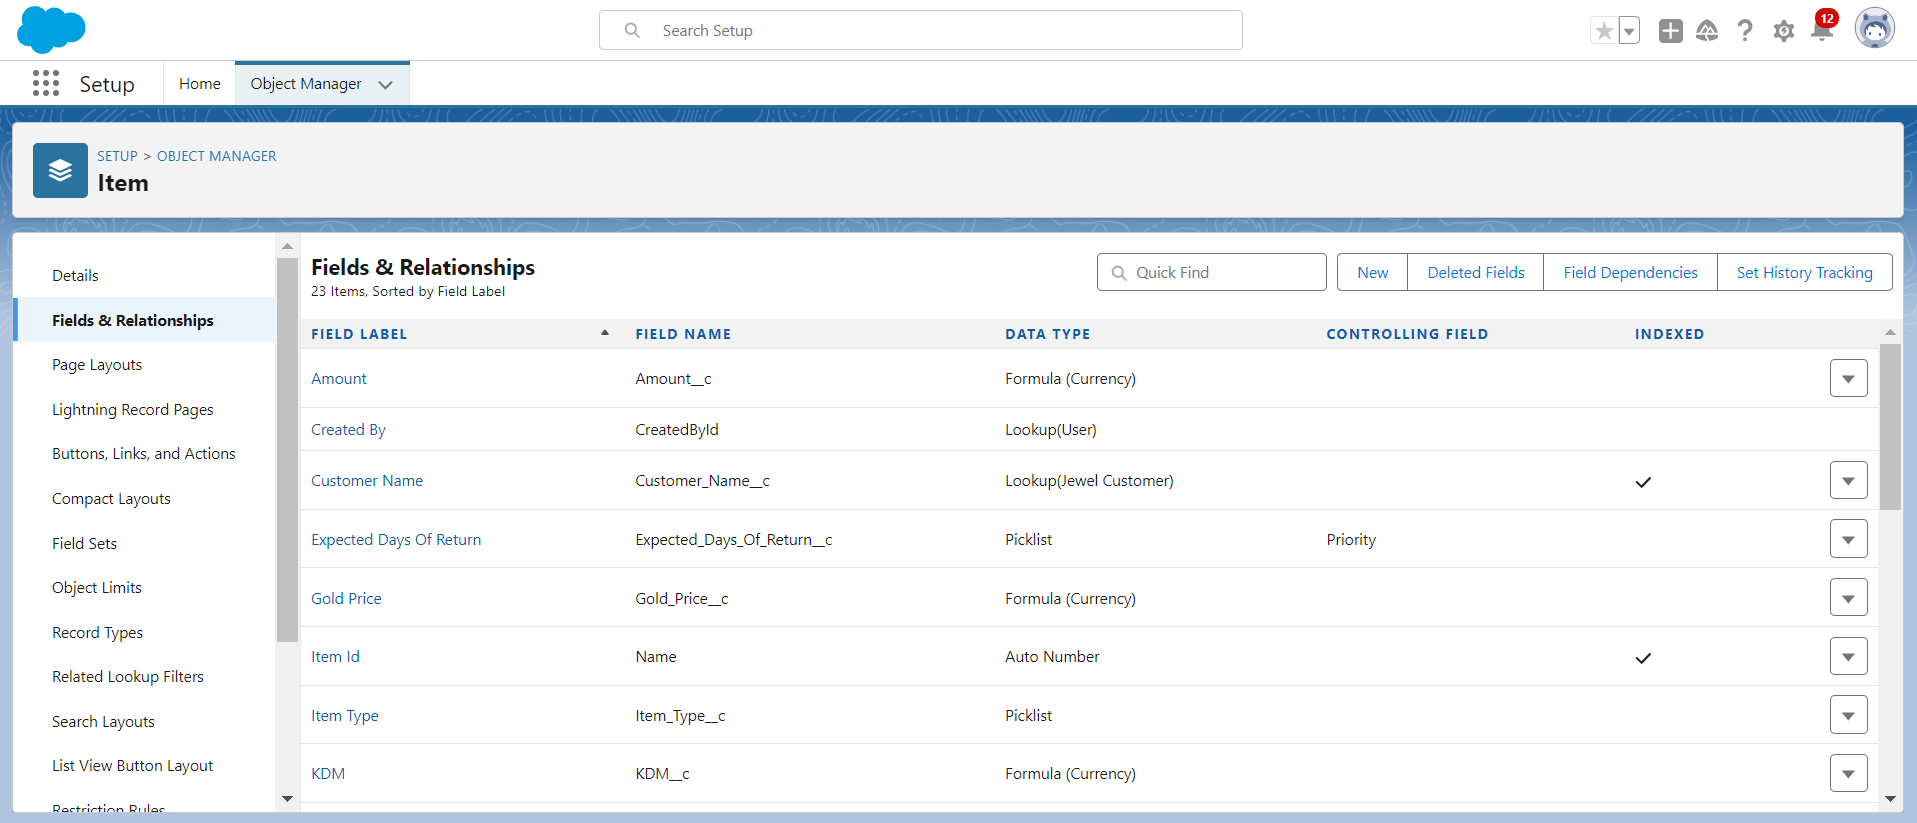 Search Setup
12
Setup
Home
Object Manager
SETUP > OBJECT MANAGER
Item
Details
Fields & Relationships
Page Layouts
Lightning Record Pages
Buttons, Links, and Actions
Compact Layouts
Field Sets
Object Limits
Record Types
Related Lookup Filters
Search Layouts
List View Button Layout
Restriction Rules
Fields & Relationships
23 Items, Sorted by Field Label
Quick Find
New
Deleted Fields
Field Dependencies
Set History Tracking
FIELD LABEL FIELD NAME DATA TYPE CONTROLLING FIELD INDEXED
Amount Amount__c Formula (Currency)
Created By CreatedById Lookup(User)
Customer Name Customer_Name__c Lookup(Jewel Customer)
Expected Days Of Return Expected_Days_Of_Return__c Picklist Priority
Gold Price Gold_Price__c Formula (Currency)
Item Id Name Auto Number
Item Type Item_Type__c Picklist
KDM KDM__c Formula (Currency)